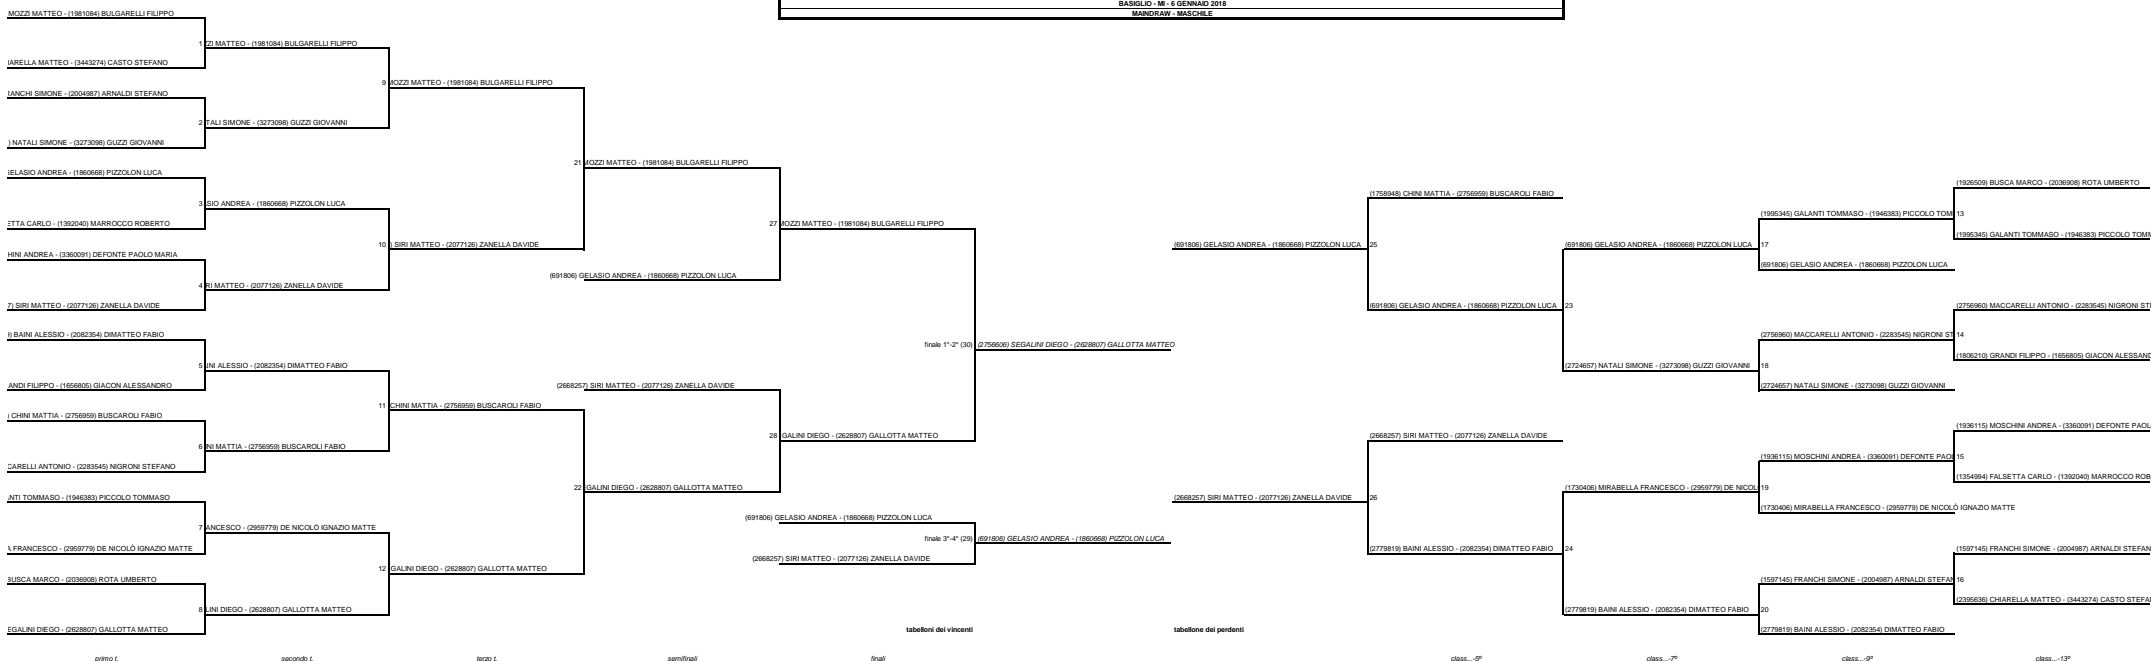 BASIGLIO - MI - 6 GENNAIO 2018
MAINDRAW - MASCHILE
MOZZI MATTEO - (1981084) BULGARELLI FILIPPO
IARELLA MATTEO - (3443274) CASTO STEFANO
ANCHI SIMONE - (2004987) ARNALDI STEFANO
) NATALI SIMONE - (3273098) GUZZI GIOVANNI
GELASIO ANDREA - (1860668) PIZZOLON LUCA
ETTA CARLO - (1392040) MARROCCO ROBERTO
HINI ANDREA - (3360091) DEFONTE PAOLO MARIA
7) SIRI MATTEO - (2077126) ZANELLA DAVIDE
) BAINI ALESSIO - (2082354) DIMATTEO FABIO
ANDI FILIPPO - (1656805) GIACON ALESSANDRO
) CHINI MATTIA - (2756959) BUSCAROLI FABIO
CARELLI ANTONIO - (2283545) NIGRONI STEFANO
NTI TOMMASO - (1946383) PICCOLO TOMMASO
A FRANCESCO - (2959779) DE NICOLÒ IGNAZIO MATTE
BUSCA MARCO - (2036908) ROTA UMBERTO
EGALINI DIEGO - (2628807) GALLOTTA MATTEO
primo t.
1 ZZI MATTEO - (1981084) BULGARELLI FILIPPO
2 TALI SIMONE - (3273098) GUZZI GIOVANNI
3 SIO ANDREA - (1860668) PIZZOLON LUCA
4 RI MATTEO - (2077126) ZANELLA DAVIDE
5 INI ALESSIO - (2082354) DIMATTEO FABIO
6 NI MATTIA - (2756959) BUSCAROLI FABIO
7 ANCESCO - (2959779) DE NICOLÒ IGNAZIO MATTE
8 LINI DIEGO - (2628807) GALLOTTA MATTEO
secondo t.
9 MOZZI MATTEO - (1981084) BULGARELLI FILIPPO
10 ) SIRI MATTEO - (2077126) ZANELLA DAVIDE
11 CHINI MATTIA - (2756959) BUSCAROLI FABIO
12 GALINI DIEGO - (2628807) GALLOTTA MATTEO
terzo t.
21 MOZZI MATTEO - (1981084) BULGARELLI FILIPPO
(691806) GELASIO ANDREA - (1860668) PIZZOLON LUCA
(2668257) SIRI MATTEO - (2077126) ZANELLA DAVIDE
22 EGALINI DIEGO - (2628807) GALLOTTA MATTEO
semifinali
27 MOZZI MATTEO - (1981084) BULGARELLI FILIPPO
28 GALINI DIEGO - (2628807) GALLOTTA MATTEO
(691806) GELASIO ANDREA - (1860668) PIZZOLON LUCA
(2668257) SIRI MATTEO - (2077126) ZANELLA DAVIDE
finali
finale 1°-2° (30) (2756606) SEGALINI DIEGO - (2628807) GALLOTTA MATTEO
finale 3°-4° (29) (691806) GELASIO ANDREA - (1860668) PIZZOLON LUCA
tabelloni dei vincenti
tabellone dei perdenti
(691806) GELASIO ANDREA - (1860668) PIZZOLON LUCA 25
(2668257) SIRI MATTEO - (2077126) ZANELLA DAVIDE 26
(1758948) CHINI MATTIA - (2756959) BUSCAROLI FABIO
(691806) GELASIO ANDREA - (1860668) PIZZOLON LUCA 23
(2668257) SIRI MATTEO - (2077126) ZANELLA DAVIDE
(2779819) BAINI ALESSIO - (2082354) DIMATTEO FABIO 24
class...-5°
(691806) GELASIO ANDREA - (1860668) PIZZOLON LUCA 17
(2724657) NATALI SIMONE - (3273098) GUZZI GIOVANNI 18
(1730406) MIRABELLA FRANCESCO - (2959779) DE NICOL 19
(2779819) BAINI ALESSIO - (2082354) DIMATTEO FABIO 20
class...-7°
(1995345) GALANTI TOMMASO - (1946383) PICCOLO TOM 13
(691806) GELASIO ANDREA - (1860668) PIZZOLON LUCA
(2756960) MACCARELLI ANTONIO - (2283545) NIGRONI ST 14
(2724657) NATALI SIMONE - (3273098) GUZZI GIOVANNI
(1936115) MOSCHINI ANDREA - (3360091) DEFONTE PAO 15
(1730406) MIRABELLA FRANCESCO - (2959779) DE NICOLÒ IGNAZIO MATTE
(1597145) FRANCHI SIMONE - (2004987) ARNALDI STEFAN 16
(2779819) BAINI ALESSIO - (2082354) DIMATTEO FABIO
class...-9°
(1926509) BUSCA MARCO - (2036908) ROTA UMBERTO
(1995345) GALANTI TOMMASO - (1946383) PICCOLO TOMM
(2756960) MACCARELLI ANTONIO - (2283545) NIGRONI STE
(1806210) GRANDI FILIPPO - (1656805) GIACON ALESSAND
(1936115) MOSCHINI ANDREA - (3360091) DEFONTE PAOL
(1354994) FALSETTA CARLO - (1392040) MARROCCO ROB
(1597145) FRANCHI SIMONE - (2004987) ARNALDI STEFAN
(2395636) CHIARELLA MATTEO - (3443274) CASTO STEFA
class...-13°